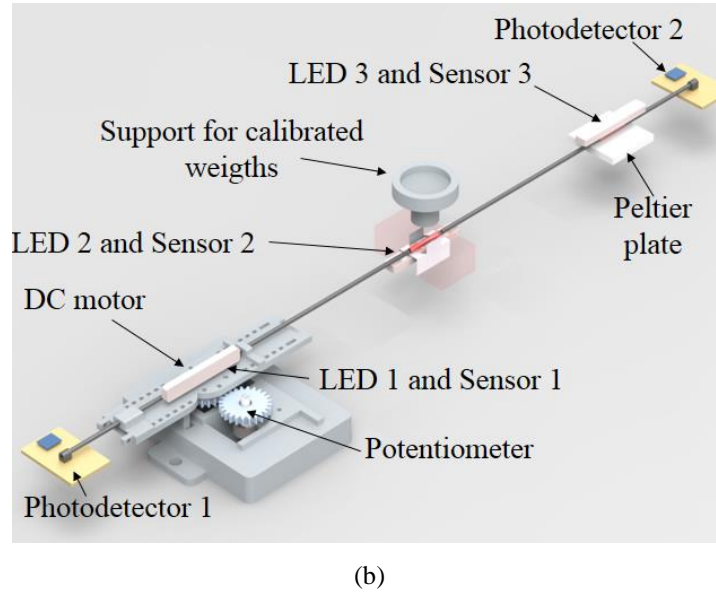 Photodetector 2
LED 3 and Sensor 3
Support for calibrated
weigths
Peltier
plate
LED 2 and Sensor 2
DC motor
LED 1 and Sensor 1
Potentiometer
Photodetector 1
(b)